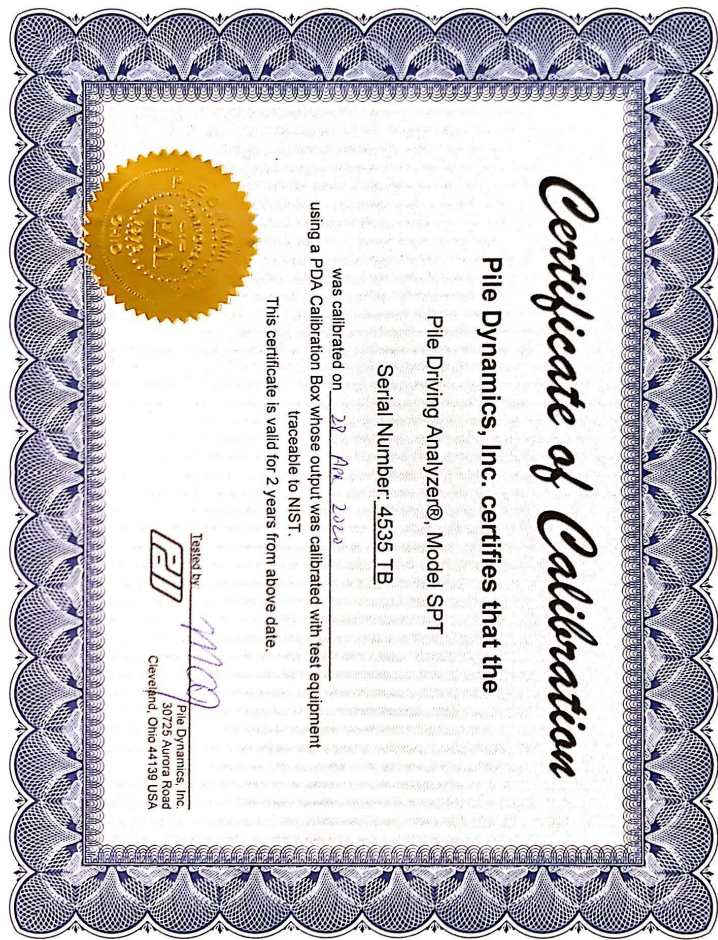 Certificate of Calibration
Pile Dynamics, Inc. certifies that the
Pile Driving Analyzer®, Model SPT
Serial Number: 4535 TB
was calibrated on 28 APR 2020
using a PDA Calibration Box whose output was calibrated with test equipment
traceable to NIST.
This certificate is valid for 2 years from above date.
Tested by:
Pile Dynamics, Inc.
30725 Aurora Road
Cleveland, Ohio 44139 USA
SEAL
OHIO